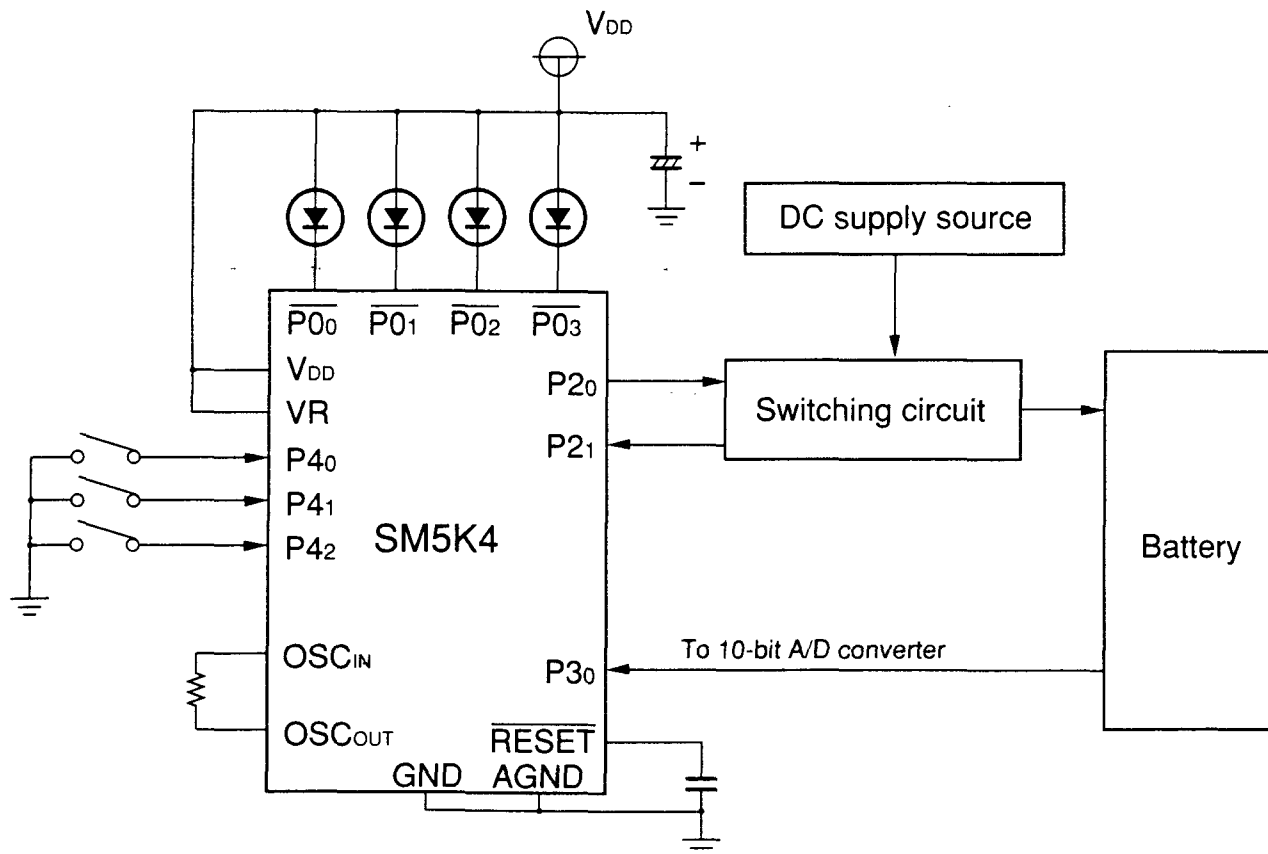 VDD
+
−
DC supply source
P00 P01 P02 P03
VDD
P20
Switching circuit
VR
P21
P40
P41
SM5K4
P42
Battery
To 10-bit A/D converter
OSCIN
P30
OSCOUT
RESET
GND AGND